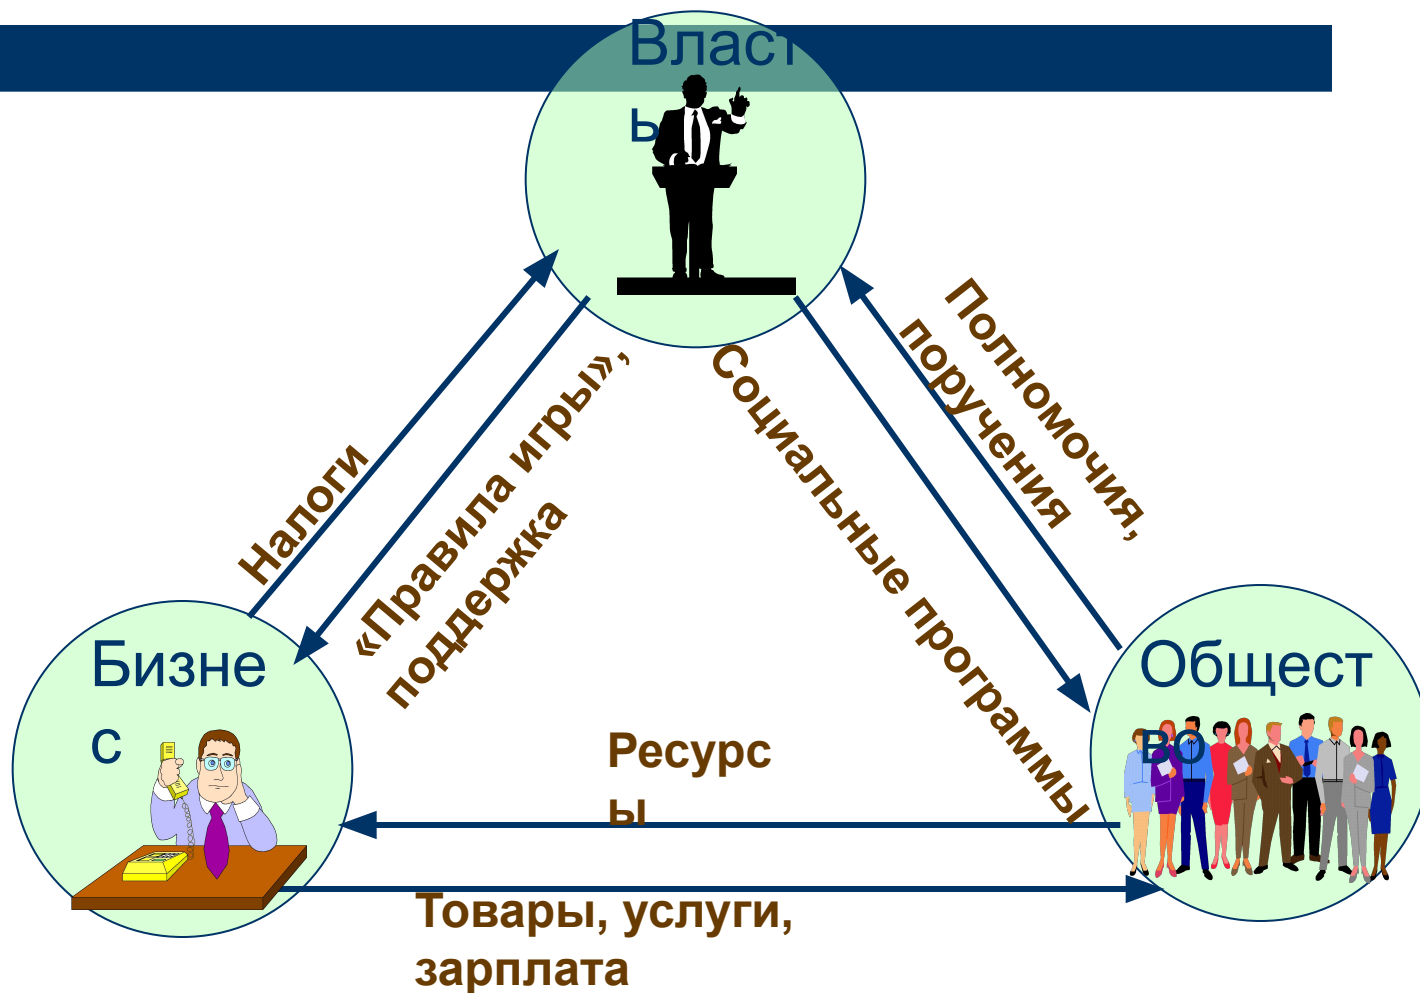 Власт
ь
Налоги
«Правила игры»,
поддержка
Социальные программы
Полномочия,
поручения
Бизне
с
Общест
во
Ресурс
ы
Товары, услуги,
зарплата